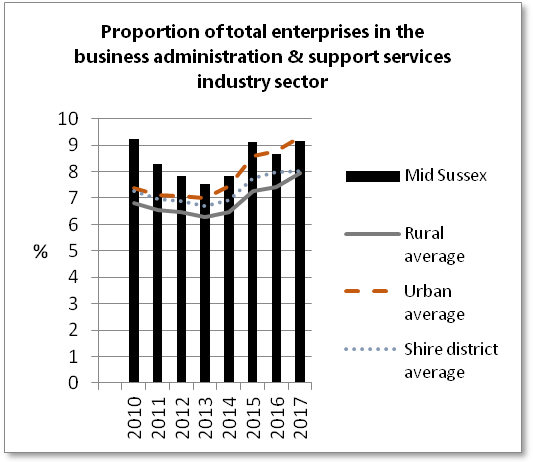 Proportion of total enterprises in the
business administration & support services
industry sector
10
9
8
7
6
5
4
3
2
1
0
%
2010
2011
2012
2013
2014
2015
2016
2017
Mid Sussex
Rural
average
Urban
average
Shire district
average